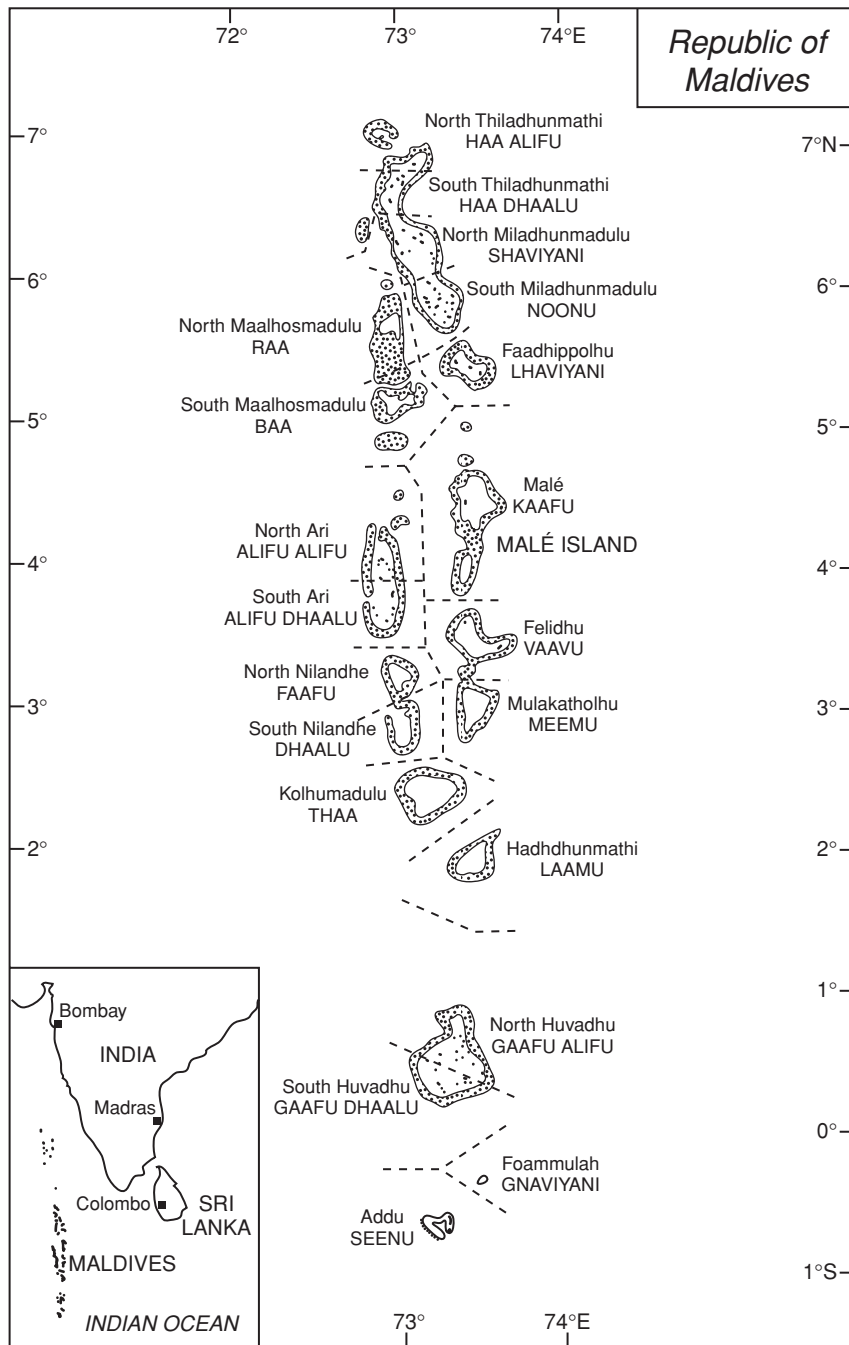 72°
73°
74°E
Republic of
Maldives
7°
7°N
North Thiladhunmathi
HAA ALIFU
South Thiladhunmathi
HAA DHAALU
North Miladhunmadulu
SHAVIYANI
6°
6°
South Miladhunmadulu
NOONU
North Maalhosmadulu
RAA
Faadhippolhu
LHAVIYANI
South Maalhosmadulu
BAA
5°
5°
Malé
KAAFU
North Ari
ALIFU ALIFU
MALÉ ISLAND
4°
4°
South Ari
ALIFU DHAALU
Felidhu
VAAVU
North Nilandhe
FAAFU
3°
3°
Mulakatholhu
MEEMU
South Nilandhe
DHAALU
Kolhumadulu
THAA
2°
2°
Hadhdhunmathi
LAAMU
1°
North Huvadhu
GAAFU ALIFU
South Huvadhu
GAAFU DHAALU
0°
Foammulah
GNAVIYANI
Addu
SEENU
1°S
73°
74°E
Bombay
INDIA
Madras
Colombo
SRI
LANKA
MALDIVES
INDIAN OCEAN